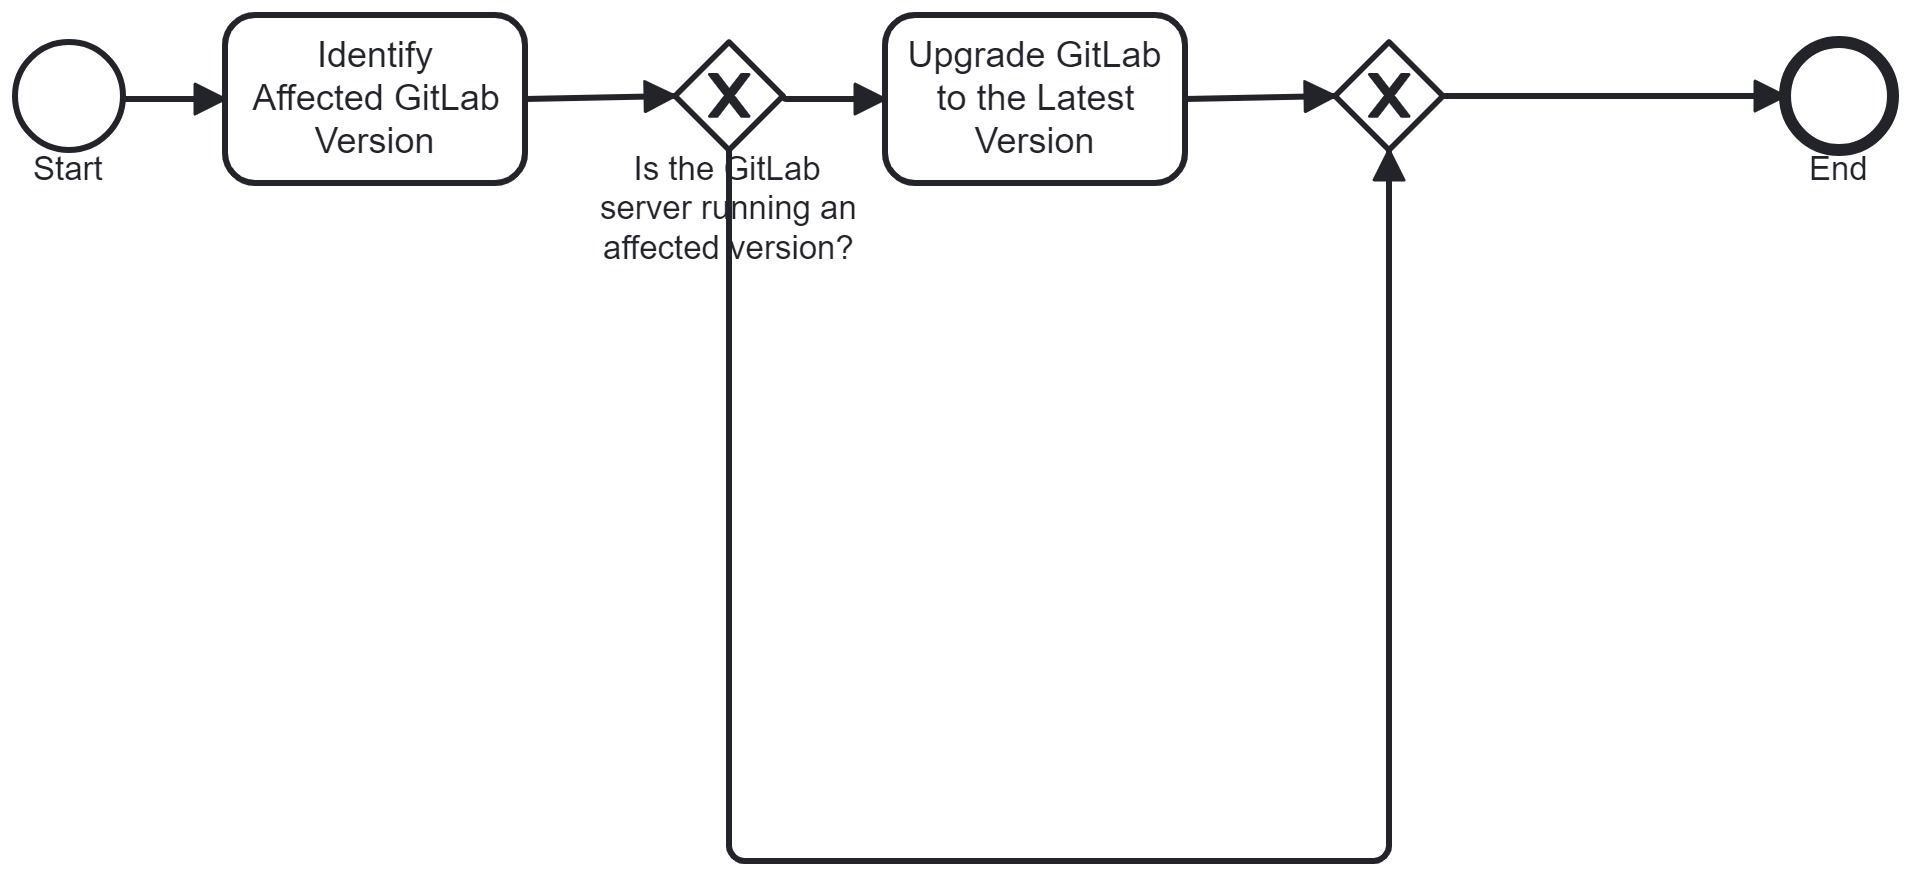 Start
Identify
Affected GitLab
Version
X
Is the GitLab
server running an
affected version?
Upgrade GitLab
to the Latest
Version
X
End